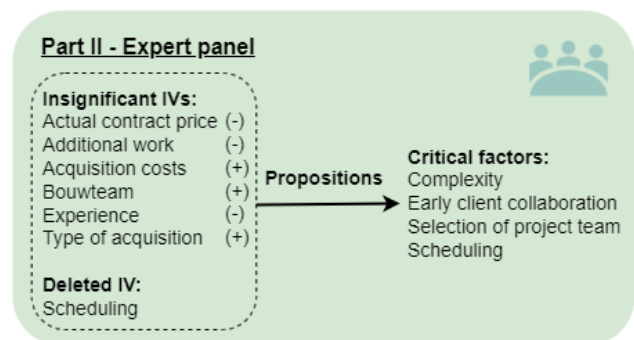 Part II - Expert panel
Insignificant IVs:
Actual contract price (-)
Additional work (-)
Acquisition costs (+)
Bouwteam (+)
Experience (-)
Type of acquisition (+)
Deleted IV:
Scheduling
Propositions
Critical factors:
Complexity
Early client collaboration
Selection of project team
Scheduling